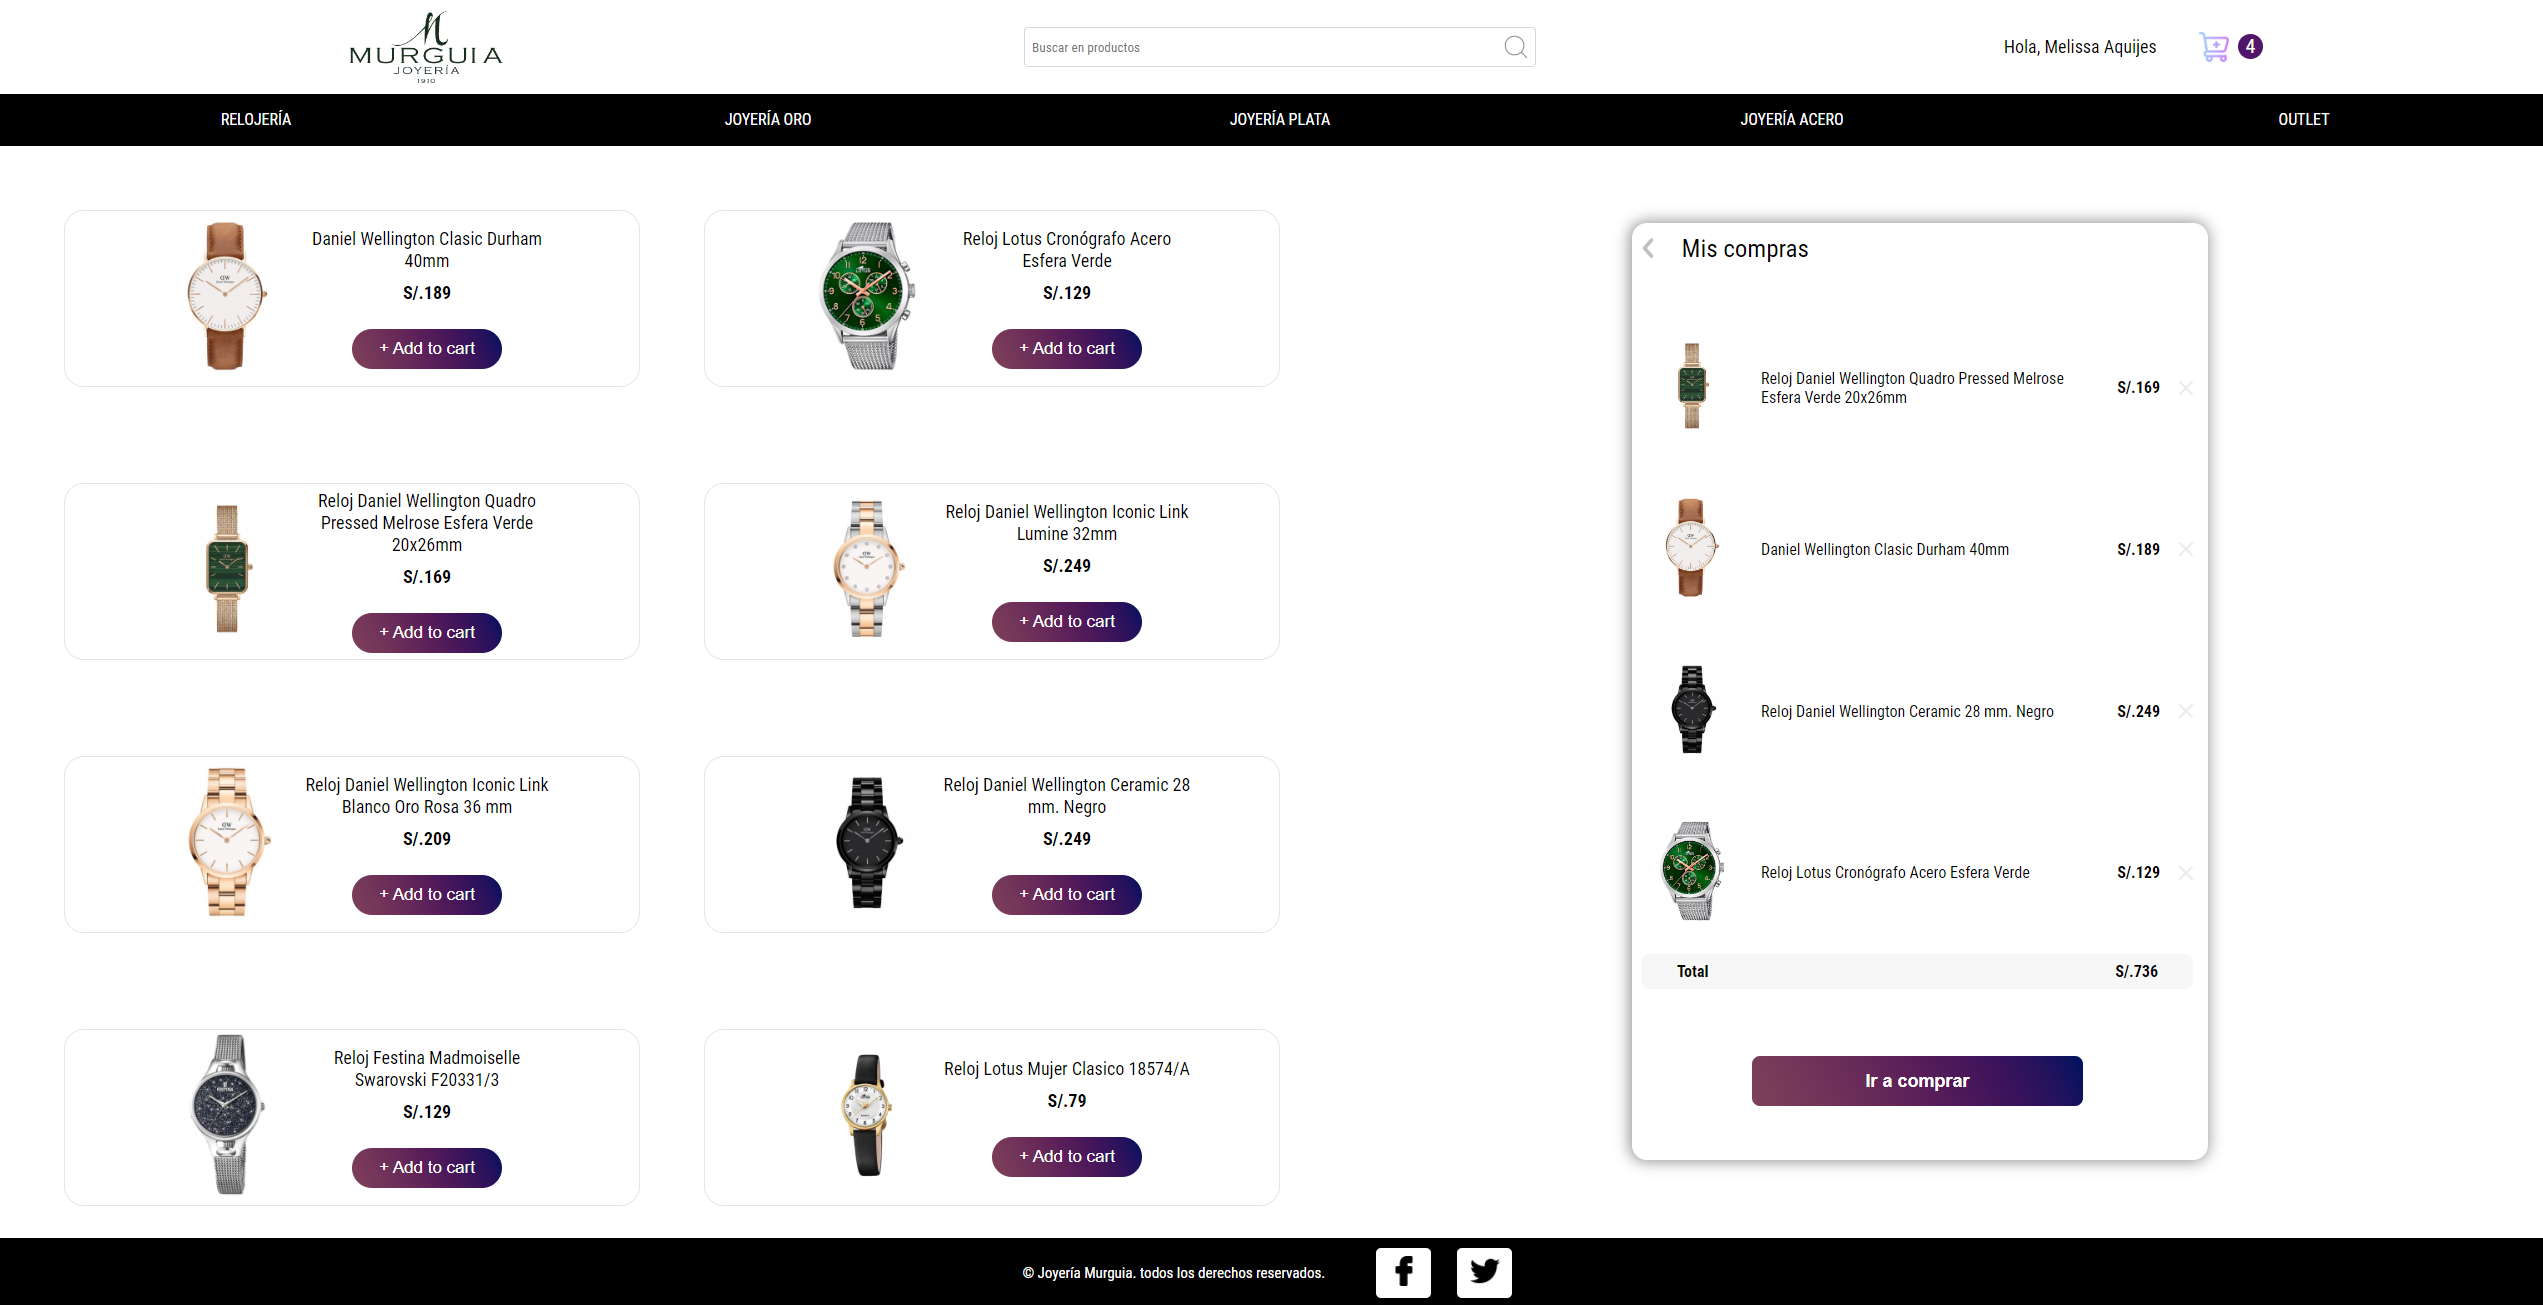 MURGUIA
JOYERÍA
1910
Buscar en productos
Hola, Melissa Aquijes
4
RELOJERÍA
JOYERÍA ORO
JOYERÍA PLATA
JOYERÍA ACERO
OUTLET
Daniel Wellington Clasic Durham
40mm
S/.189
+ Add to cart
Reloj Lotus Cronógrafo Acero
Esfera Verde
S/.129
+ Add to cart
Reloj Daniel Wellington Quadro
Pressed Melrose Esfera Verde
20x26mm
S/.169
+ Add to cart
Reloj Daniel Wellington Iconic Link
Lumine 32mm
S/.249
+ Add to cart
Reloj Daniel Wellington Iconic Link
Blanco Oro Rosa 36 mm
S/.209
+ Add to cart
Reloj Daniel Wellington Ceramic 28
mm. Negro
S/.249
+ Add to cart
Reloj Festina Madmoiselle
Swarovski F20331/3
S/.129
+ Add to cart
Reloj Lotus Mujer Clasico 18574/A
S/.79
+ Add to cart
Mis compras
Reloj Daniel Wellington Quadro Pressed Melrose
Esfera Verde 20x26mm
S/.169
Daniel Wellington Clasic Durham 40mm
S/.189
Reloj Daniel Wellington Ceramic 28 mm. Negro
S/.249
Reloj Lotus Cronógrafo Acero Esfera Verde
S/.129
Total
S/.736
Ir a comprar
© Joyería Murguia. todos los derechos reservados.